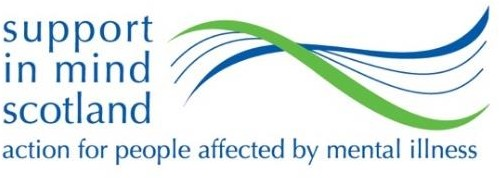 support
in mind
scotland
action for people affected by mental illness